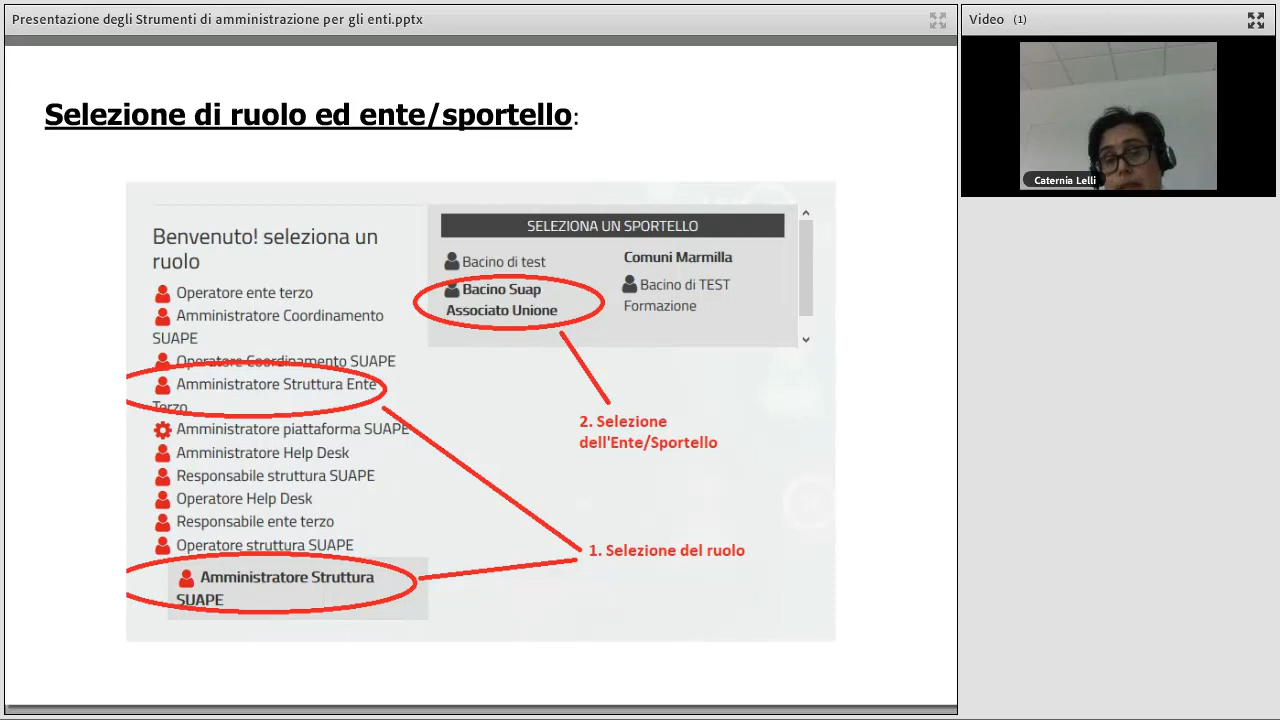 Presentazione degli Strumenti di amministrazione per gli enti.pptx
Video (1)
Caternia Lelli
Selezione di ruolo ed ente/sportello:
Benvenuto! seleziona un
ruolo
Operatore ente terzo
Amministratore Coordinamento
SUAPE
Operatore Coordinamento SUAPE
Amministratore Struttura Ente
Terzo
Amministratore piattaforma SUAPE
Amministratore Help Desk
Responsabile struttura SUAPE
Operatore Help Desk
Responsabile ente terzo
Operatore struttura SUAPE
Amministratore Struttura
SUAPE
SELEZIONA UN SPORTELLO
Bacino di test
Bacino Suap
Associato Unione
Comuni Marmilla
Bacino di TEST
Formazione
2. Selezione
dell'Ente/Sportello
1. Selezione del ruolo